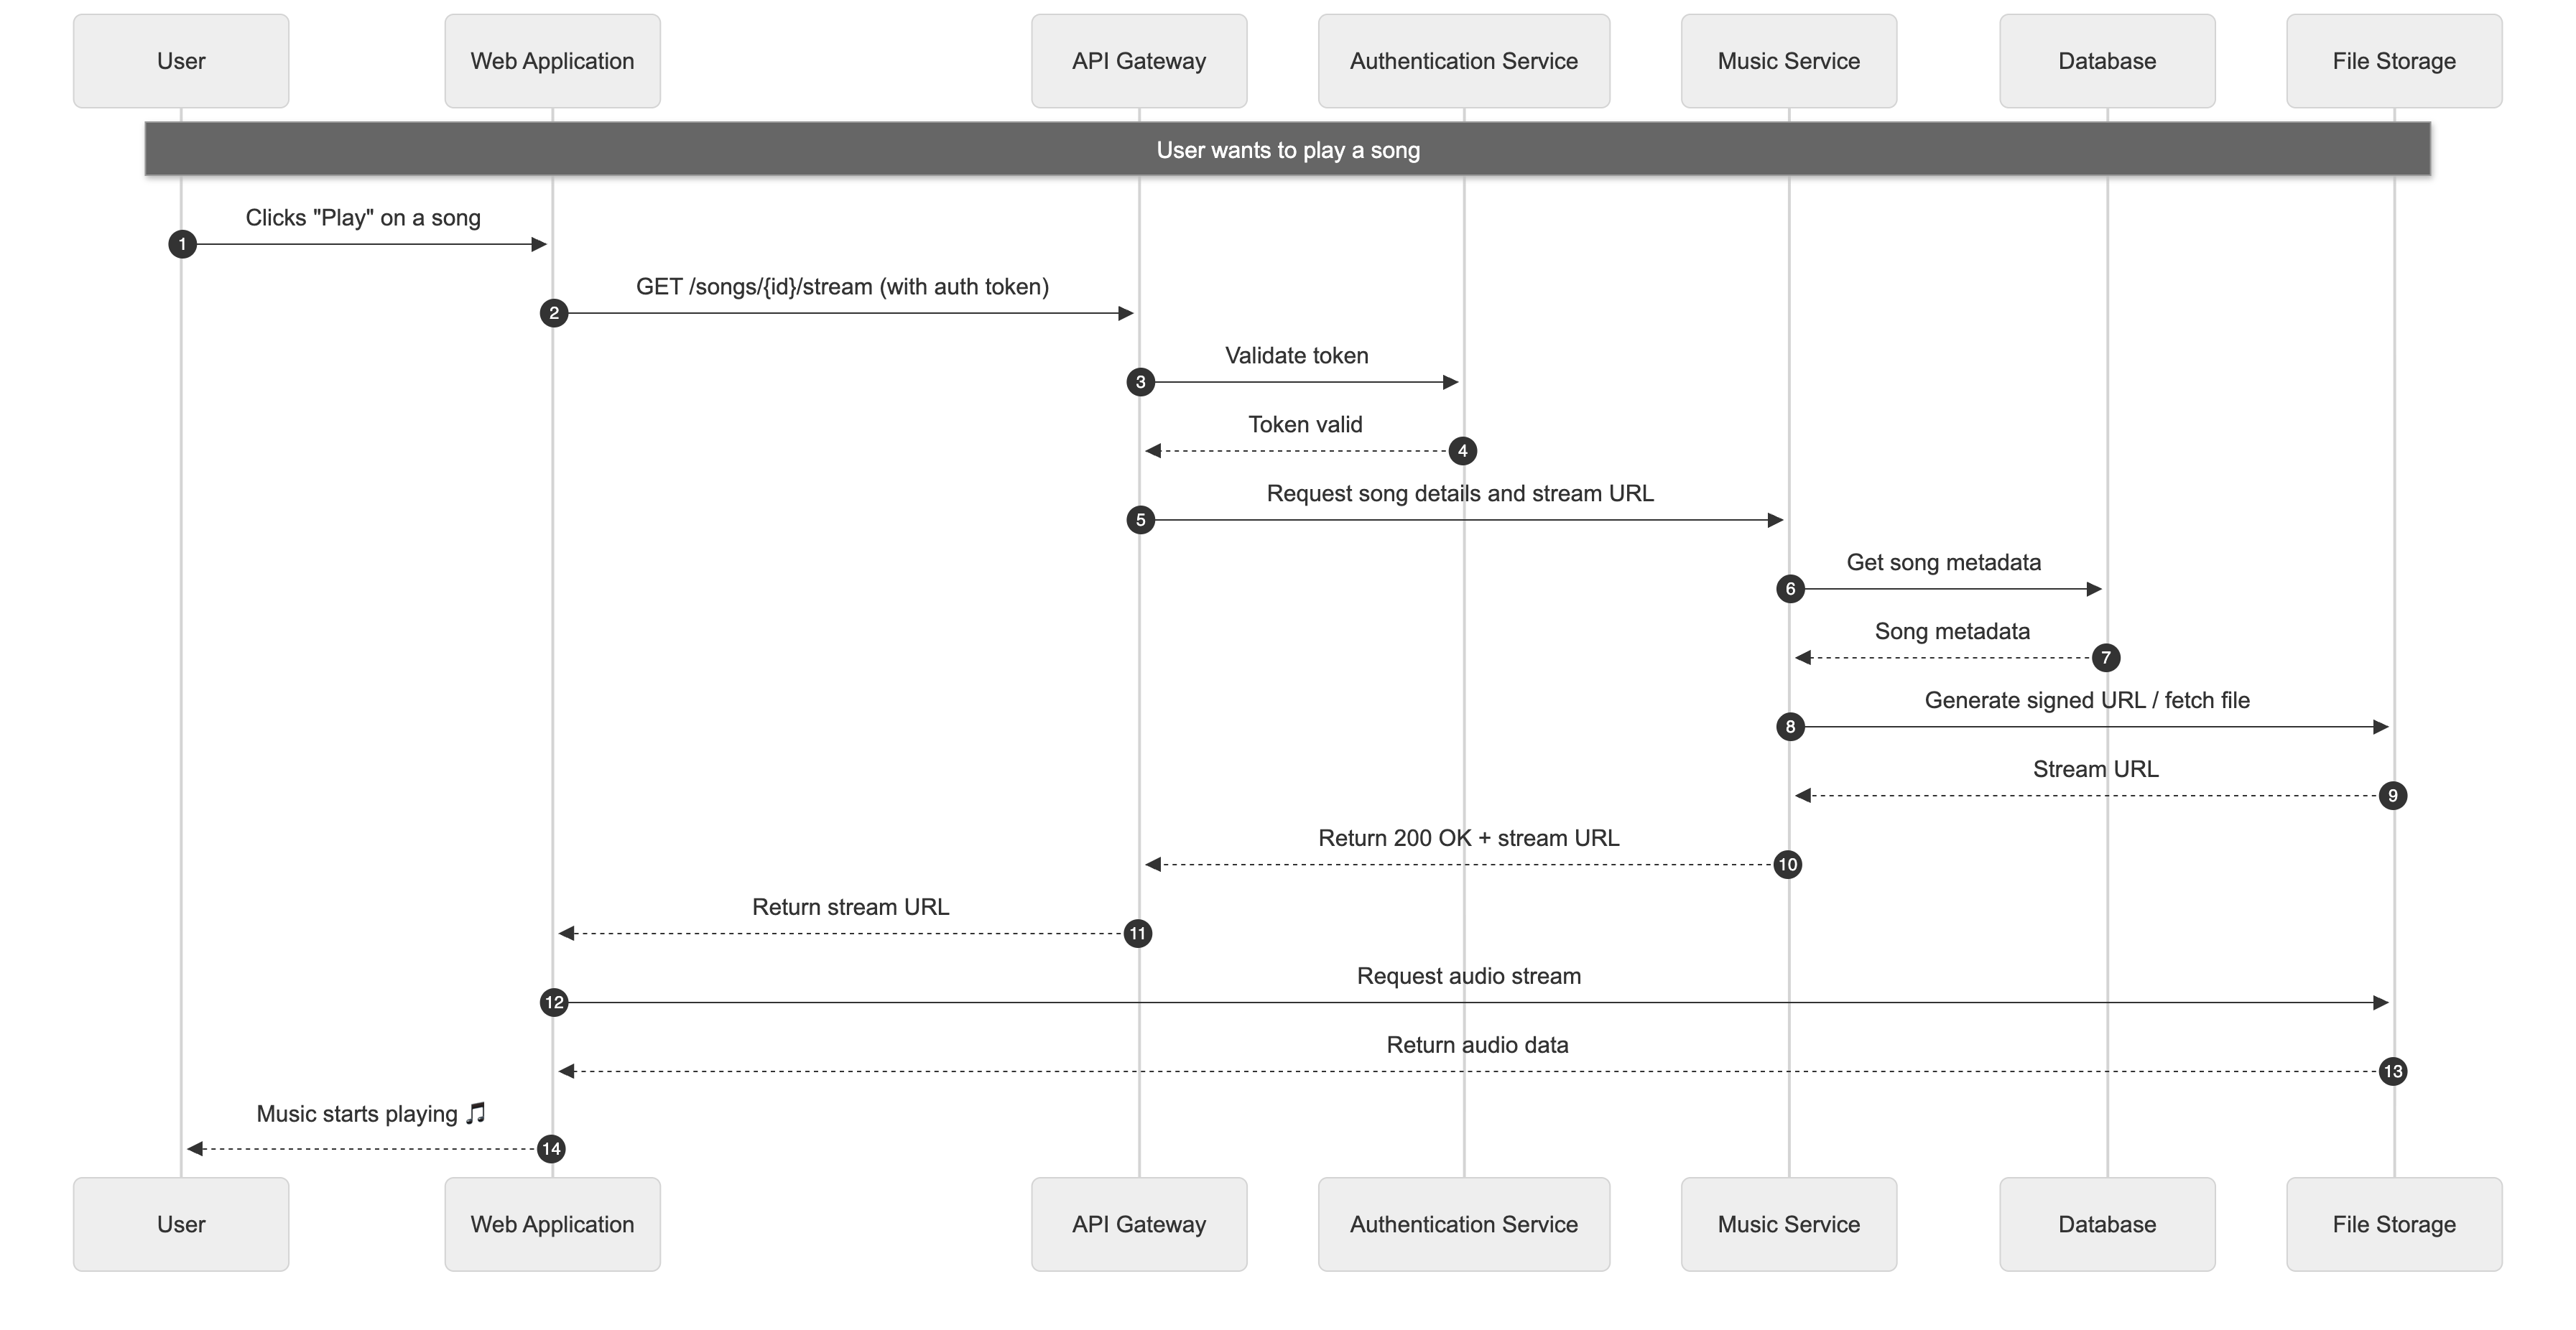 User
Web Application
API Gateway
Authentication Service
Music Service
Database
File Storage
User wants to play a song
Clicks "Play" on a song
1
GET /songs/{id}/stream (with auth token)
2
Validate token
3
Token valid
4
Request song details and stream URL
5
Get song metadata
6
Song metadata
7
Generate signed URL / fetch file
8
Stream URL
9
Return 200 OK + stream URL
10
Return stream URL
11
Request audio stream
12
Return audio data
13
Music starts playing 🎵
14
User
Web Application
API Gateway
Authentication Service
Music Service
Database
File Storage